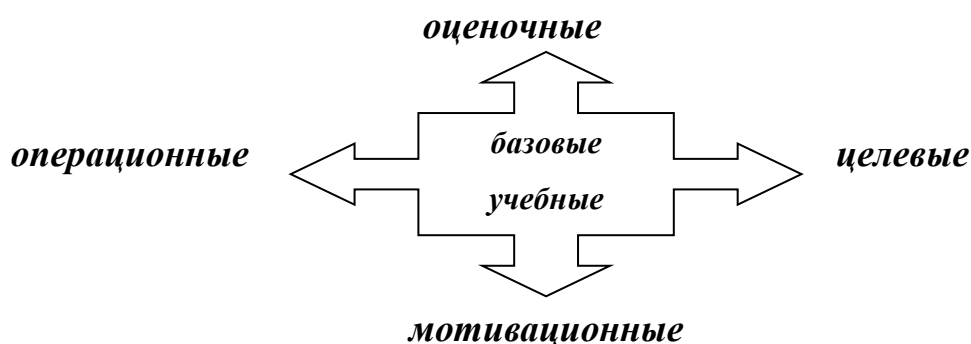 оценочные
операционные
базовые
учебные
целевые
мотивационные